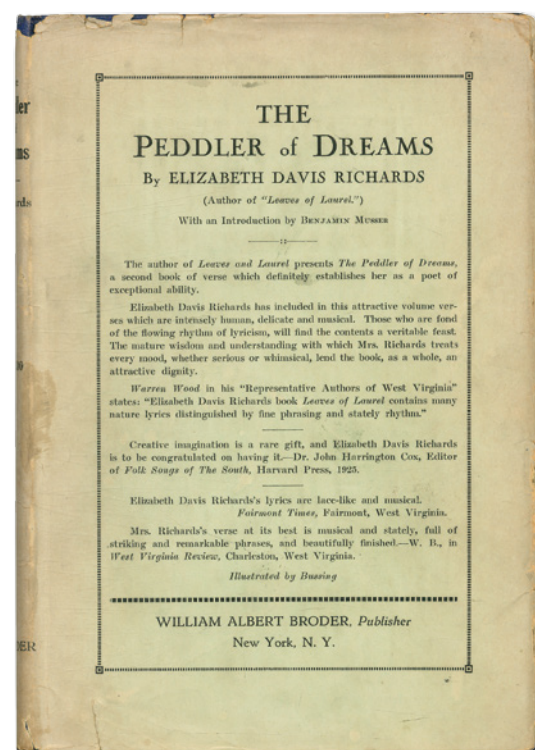 THE
PEDDLER of DREAMS
By ELIZABETH DAVIS RICHARDS
(Author of "Leaves of Laurel.")
With an Introduction by BENJAMIN MUSSER
The author of Leaves and Laurel presents The Peddler of Dreams,
a second book of verse which definitely establishes her as a poet of
exceptional ability.
Elizabeth Davis Richards has included in this attractive volume ver-
ses which are intensely human, delicate and musical. Those who are fond
of the flowing rhythm of lyricism, will find the contents a veritable feast.
The mature wisdom and understanding with which Mrs. Richards treats
every mood, whether serious or whimsical, lend the book, as a whole, an
attractive dignity.
Warren Wood in his "Representative Authors of West Virginia"
states: "Elizabeth Davis Richards book Leaves of Laurel contains many
nature lyrics distinguished by fine phrasing and stately rhythm."
Creative imagination is a rare gift, and Elizabeth Davis Richards
is to be congratulated on having it.—Dr. John Harrington Cox, Editor
of Folk Songs of The South, Harvard Press, 1925.
Elizabeth Davis Richards's lyrics are lace-like and musical.
Fairmont Times, Fairmont, West Virginia.
Mrs. Richards's verse at its best is musical and stately, full of
striking and remarkable phrases, and beautifully finished.—W. B., in
West Virginia Review, Charleston, West Virginia.
Illustrated by Bussing
WILLIAM ALBERT BRODER, Publisher
New York, N. Y.